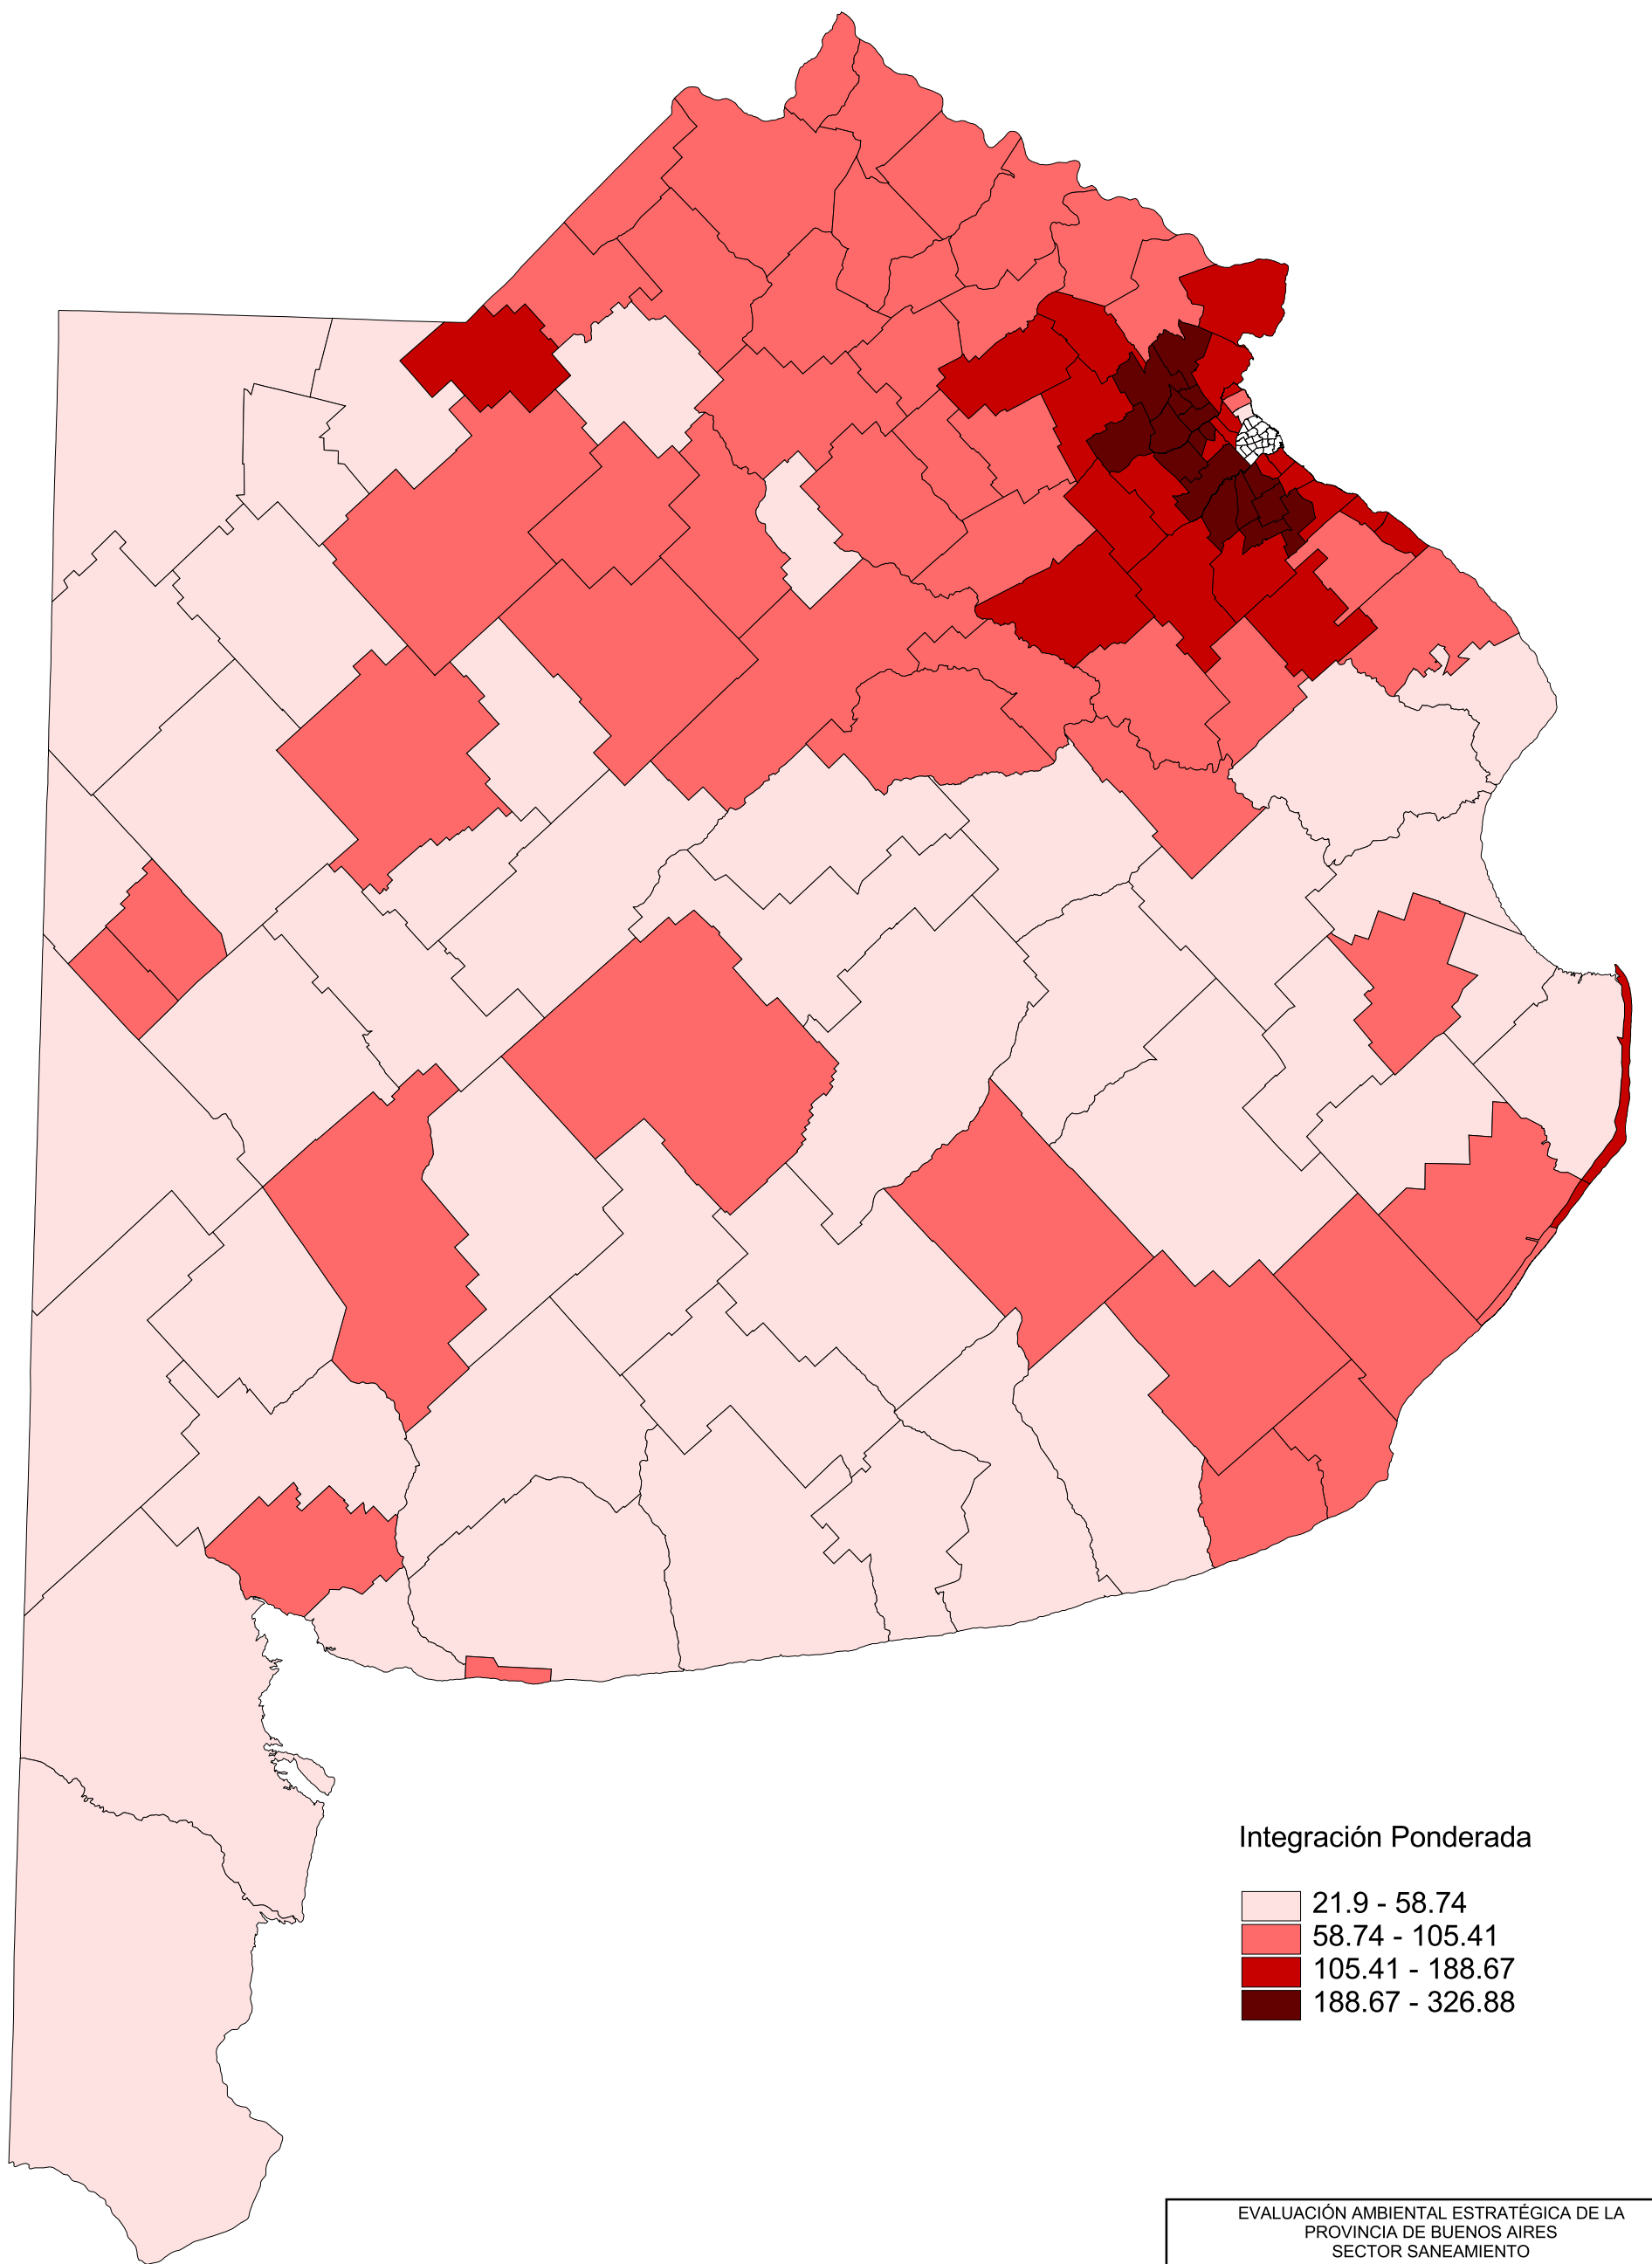 Integración Ponderada
21.9 - 58.74
58.74 - 105.41
105.41 - 188.67
188.67 - 326.88
EVALUACIÓN AMBIENTAL ESTRATÉGICA DE LA
PROVINCIA DE BUENOS AIRES
SECTOR SANEAMIENTO